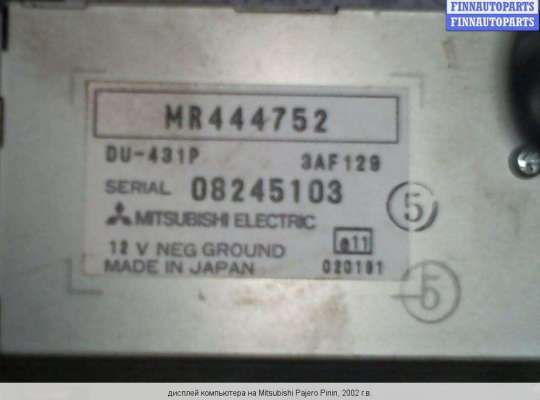 FINNAUTOPARTS
FINNAUTOPARTS
MR444752
DU-431P 3AF129
SERIAL 08245103
MITSUBISHI ELECTRIC
5
12 V NEG GROUND e11
MADE IN JAPAN 020181
5
дисплей компьютера на Mitsubishi Pajero Pinin, 2002 г.в.